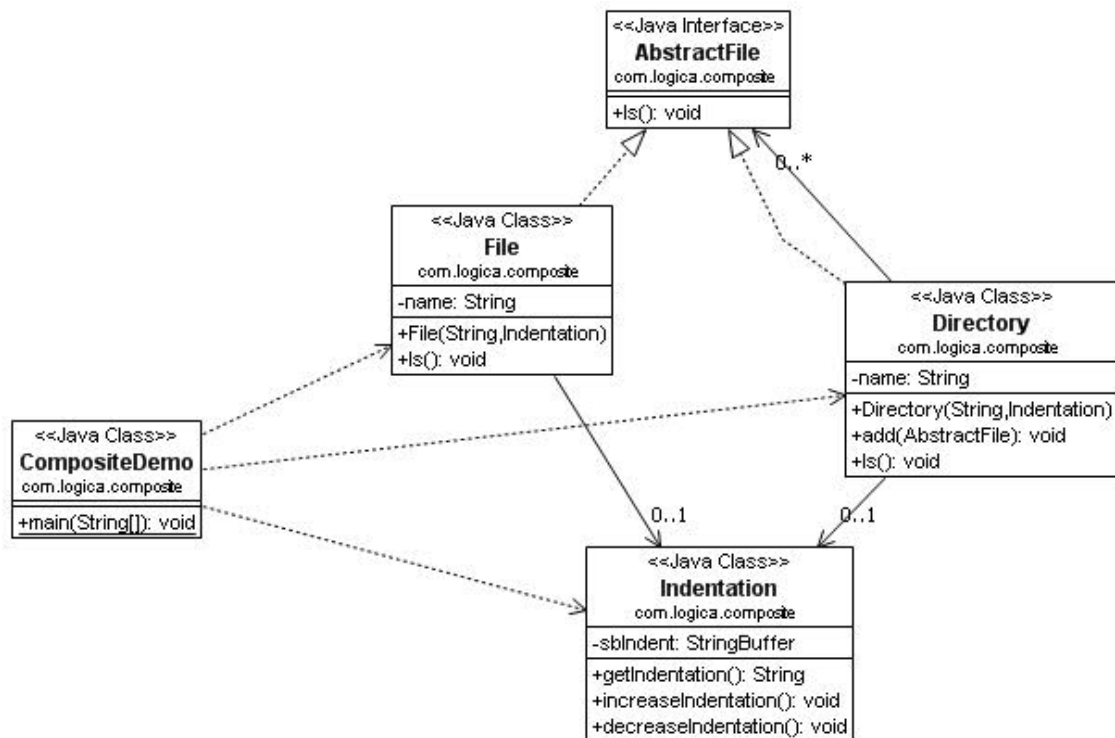 <<Java Interface>>
AbstractFile
com.logica.composite
+ls(): void
0..*
<<Java Class>>
File
com.logica.composite
-name: String
+File(String,Indentation)
+ls(): void
<<Java Class>>
Directory
com.logica.composite
-name: String
+Directory(String,Indentation)
+add(AbstractFile): void
+ls(): void
<<Java Class>>
CompositeDemo
com.logica.composite
+main(String[]): void
0..1
0..1
<<Java Class>>
Indentation
com.logica.composite
-sbIndent: StringBuffer
+getIndentation(): String
+increaseIndentation(): void
+decreaseIndentation(): void